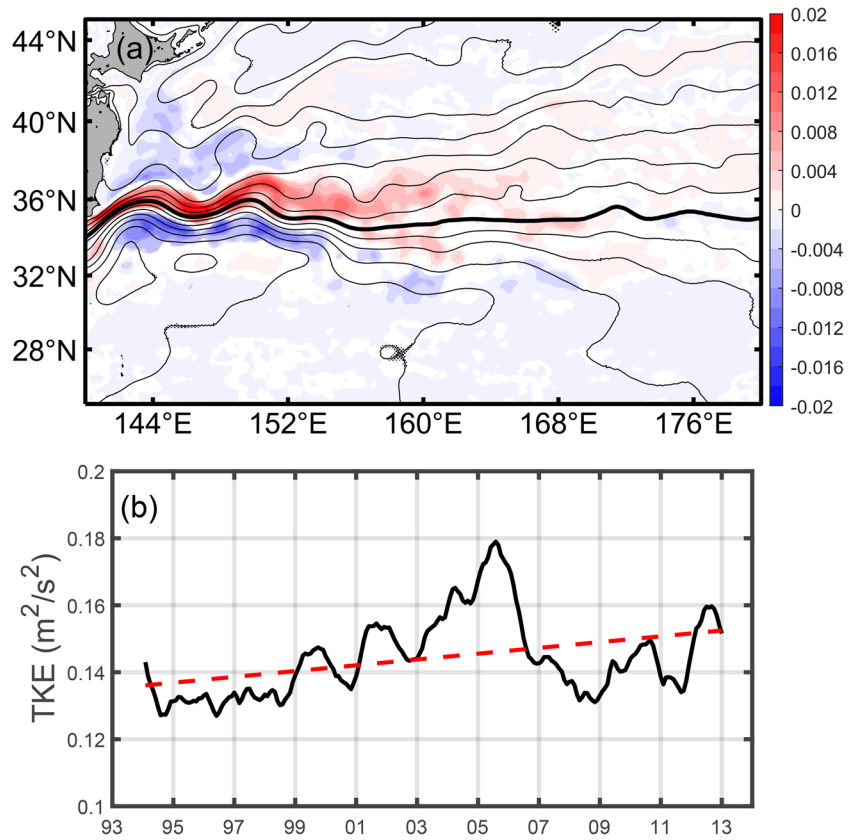 (a)
44°N
40°N
36°N
32°N
28°N
144°E 152°E 160°E 168°E 176°E
0.02
0.016
0.012
0.008
0.004
0
-0.004
-0.008
-0.012
-0.016
-0.02
(b)
TKE (m²/s²)
0.2
0.18
0.16
0.14
0.12
0.1
93 95 97 99 01 03 05 07 09 11 13